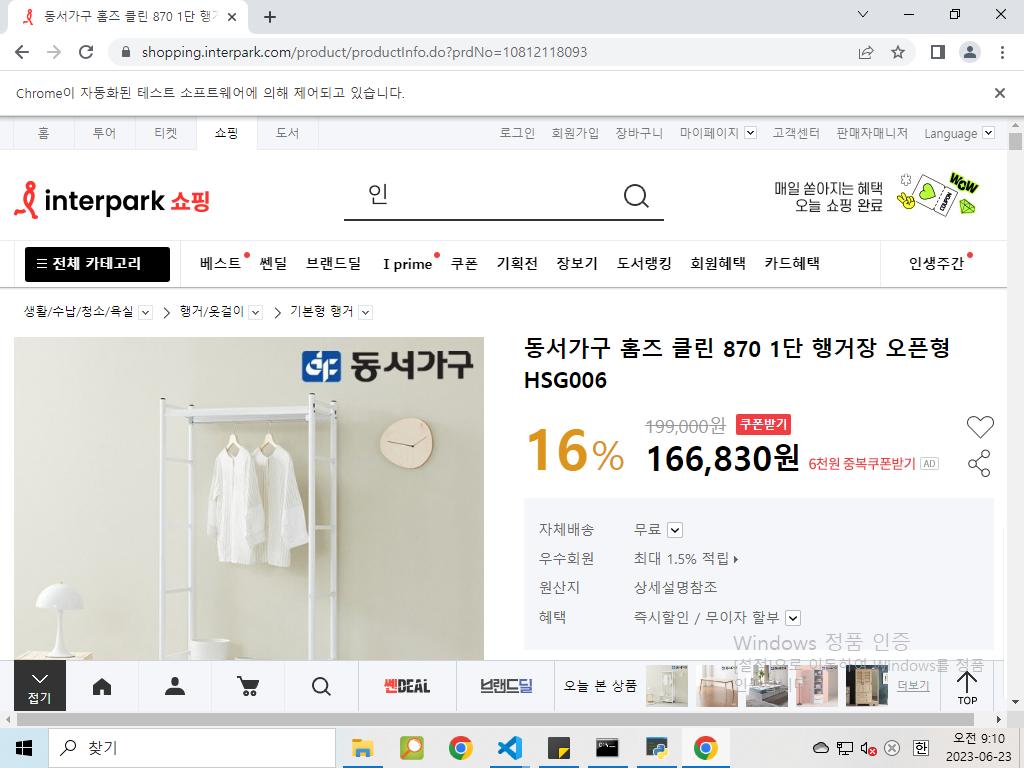 동서가구 홈즈 클린 870 1단 행거
shopping.interpark.com/product/productInfo.do?prdNo=10812118093
Chrome이 자동화된 테스트 소프트웨어에 의해 제어되고 있습니다.
홈 투어 티켓 쇼핑 도서 로그인 회원가입 장바구니 마이페이지 고객센터 판매자매니저 Language
interpark 쇼핑
인
매일 쏟아지는 혜택
오늘 쇼핑 완료
WOW
COUPON
전체 카테고리 베스트 쎈딜 브랜드딜 I prime 쿠폰 기획전 장보기 도서랭킹 회원혜택 카드혜택 인생주간
생활/수납/청소/욕실 > 행거/옷걸이 > 기본형 행거
동서가구
동서가구 홈즈 클린 870 1단 행거장 오픈형
HSG006
16%
199,000원 쿠폰받기
166,830원 6천원 중복쿠폰받기 AD
자체배송 무료
우수회원 최대 1.5% 적립
원산지 상세설명참조
혜택 즉시할인 / 무이자 할부
Windows 정품 인증
[설정]으로 이동하여 Windows를 정품
접기
쎈DEAL
브랜드딜
오늘 본 상품
더보기
TOP
찾기
한
오전 9:10
2023-06-23